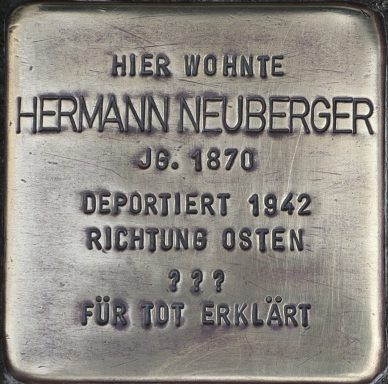 HIER WOHNTE
HERMANN NEUBERGER
JG. 1870
DEPORTIERT 1942
RICHTUNG OSTEN
???
FÜR TOT ERKLÄRT